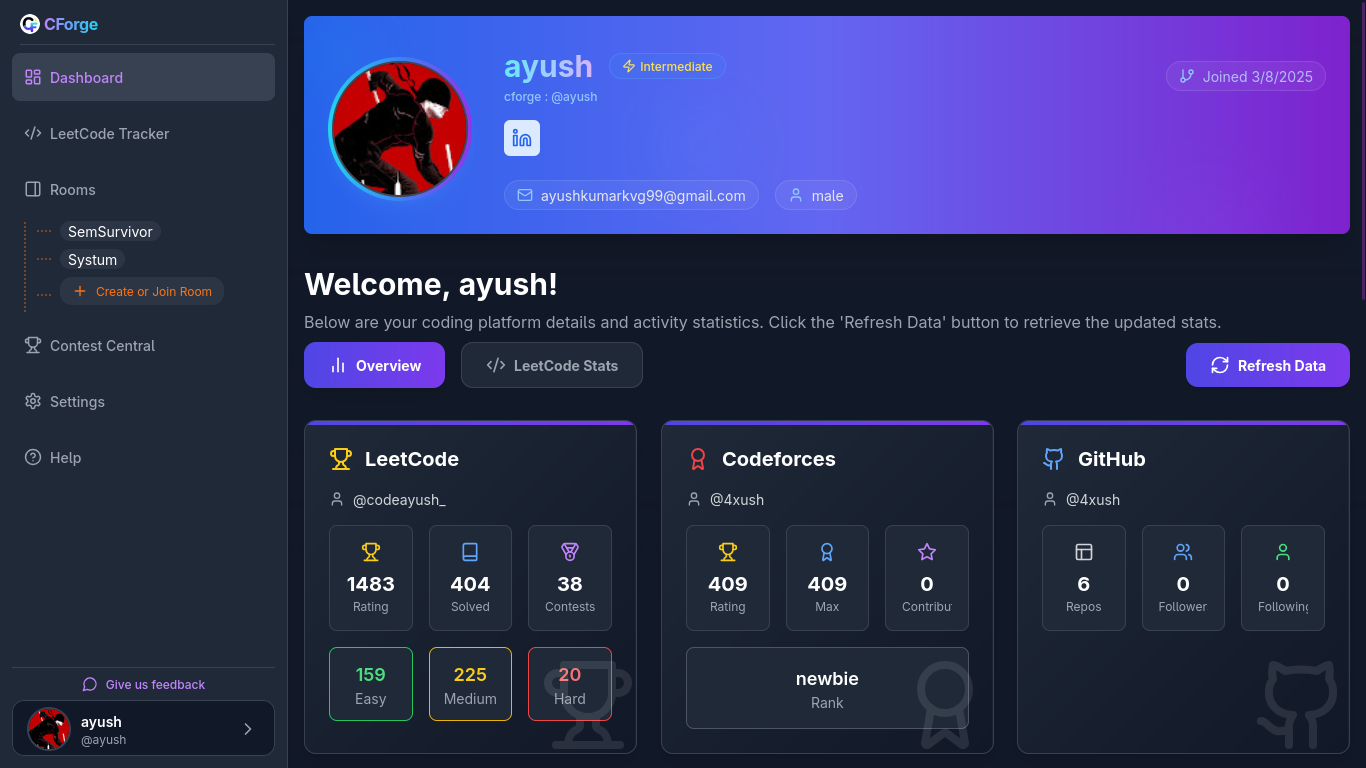 CForge
Dashboard
LeetCode Tracker
Rooms
SemSurvivor
Systum
Create or Join Room
Contest Central
Settings
Help
Give us feedback
ayush
@ayush
ayush
Intermediate
Joined 3/8/2025
cforge : @ayush
in
ayushkumarkvg99@gmail.com
male
Welcome, ayush!
Below are your coding platform details and activity statistics. Click the 'Refresh Data' button to retrieve the updated stats.
Overview
LeetCode Stats
Refresh Data
LeetCode
@codeayush_
1483
Rating
404
Solved
38
Contests
159
Easy
225
Medium
20
Hard
Codeforces
@4xush
409
Rating
409
Max
0
Contribu
newbie
Rank
GitHub
@4xush
6
Repos
0
Follower
0
Following